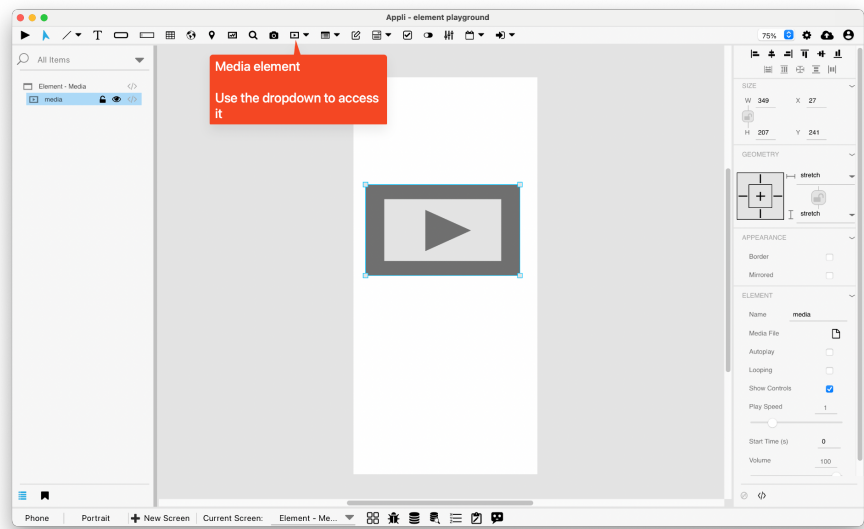 Appli - element playground
T
75%
All Items
Media element
Use the dropdown to access
it
Element - Media
media
SIZE
W 349 X 27
H 207 Y 241
GEOMETRY
stretch
stretch
APPEARANCE
Border
Mirrored
ELEMENT
Name media
Media File
Autoplay
Looping
Show Controls
Play Speed 1
Start Time (s) 0
Volume 100
Phone Portrait New Screen Current Screen: Element - Me...